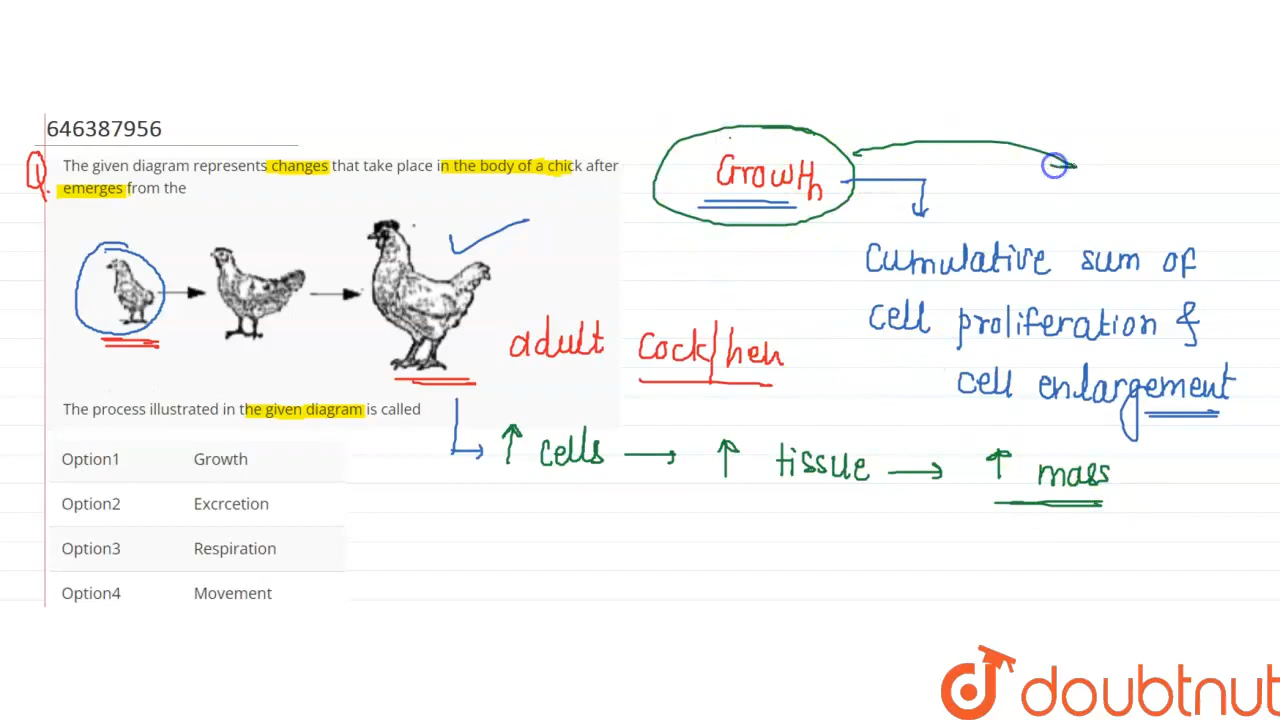 646387956
Q. The given diagram represents changes that take place in the body of a chick after
emerges from the
Growth
cumulative sum of
cell proliferation &
cell enlargement
adult cock/hen
The process illustrated in the given diagram is called
↑ cells → ↑ tissue → ↑ mass
Option1 Growth
Option2 Excrcetion
Option3 Respiration
Option4 Movement
doubtnut